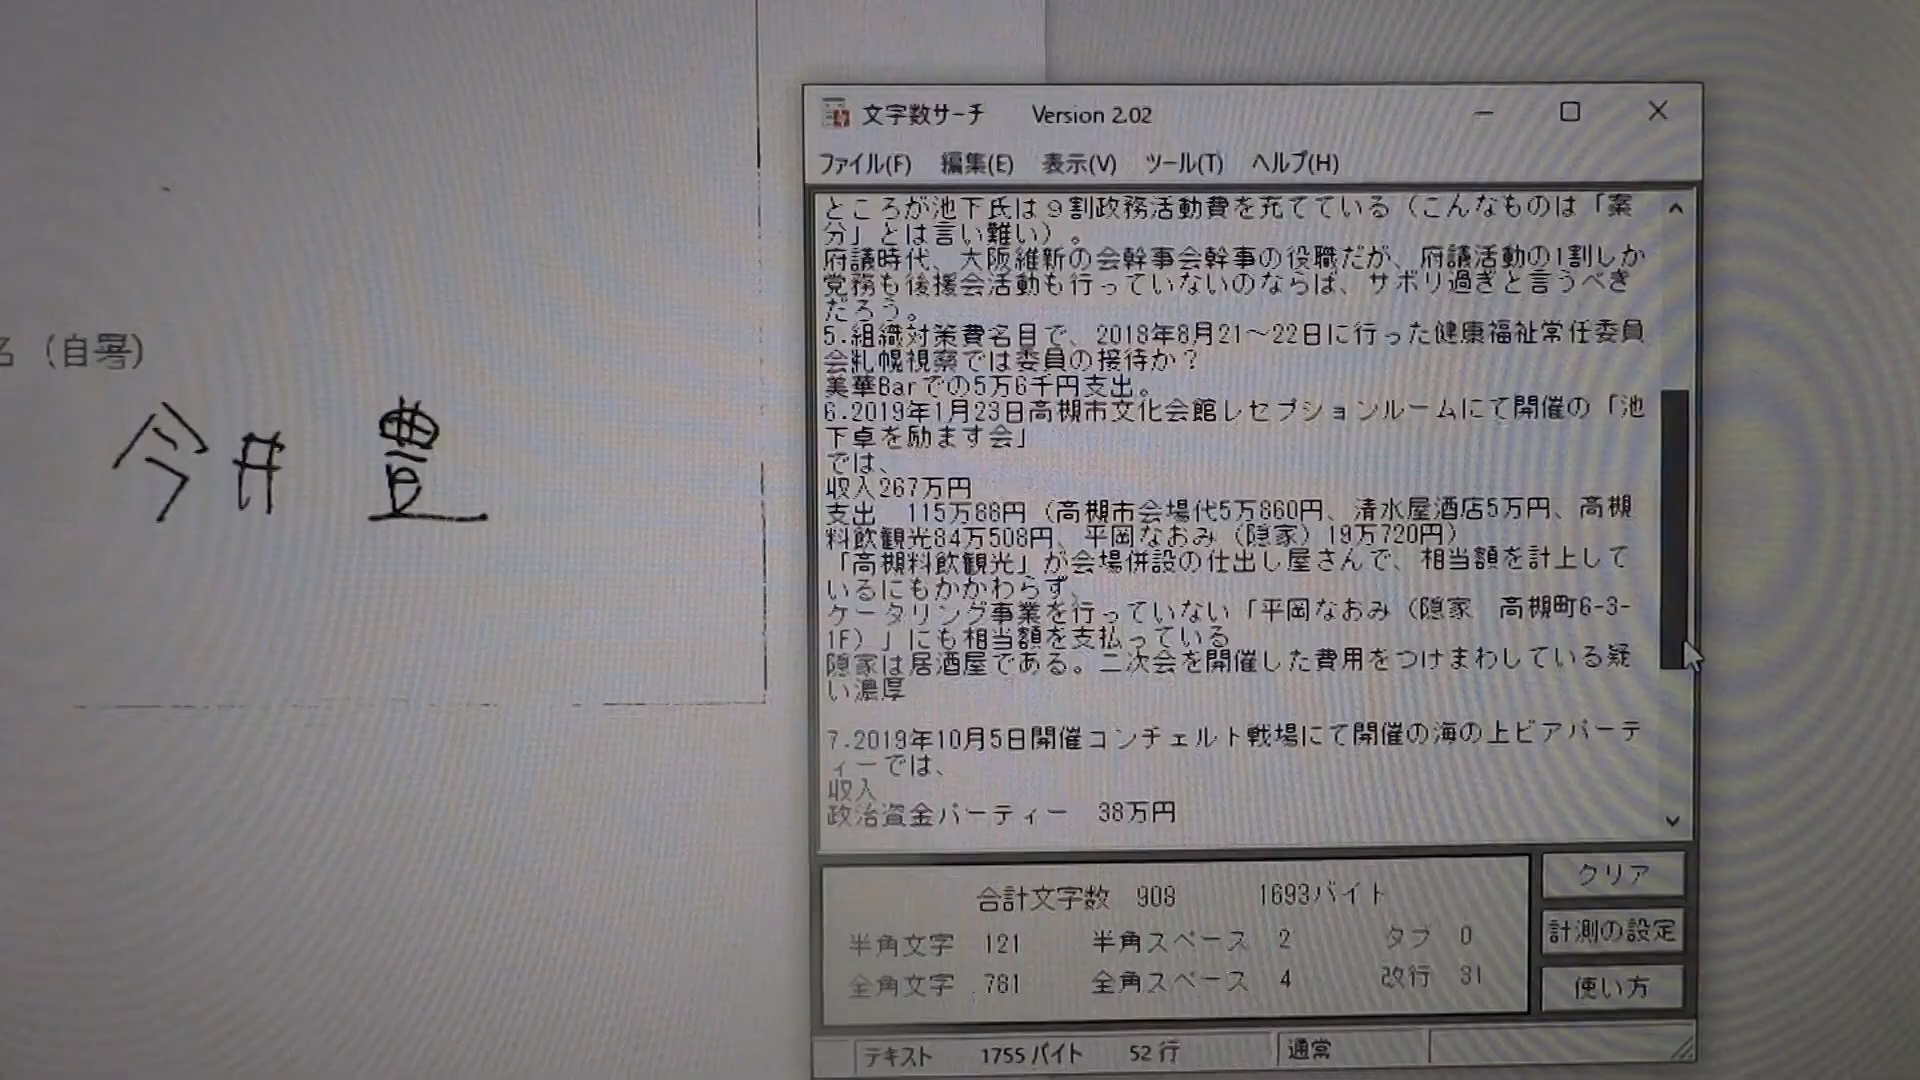 名（自署）
今井 豊
文字数サーチ Version 2.02
ファイル(F) 編集(E) 表示(V) ツール(T) ヘルプ(H)
ところが池下氏は９割政務活動費を充てている（こんなものは「案
分」とは言い難い）。
府議時代、大阪維新の会幹事会幹事の役職だが、府議活動の1割しか
党務も後援会活動も行っていないのならば、サボリ過ぎと言うべき
だろう。
5.組織対策費名目で、2018年8月21～22日に行った健康福祉常任委員
会札幌視察では委員の接待か？
美華Barでの5万6千円支出。
6.2019年1月23日高槻市文化会館レセプションルームにて開催の「池
下卓を励ます会」
では、
収入267万円
支出　115万88円（高槻市会場代5万860円、清水屋酒店5万円、高槻
料飲観光84万508円、平岡なおみ（隠家）19万720円）
「高槻料飲観光」が会場併設の仕出し屋さんで、相当額を計上して
いるにもかかわらず、
ケータリング事業を行っていない「平岡なおみ（隠家　高槻町6-3-
1F）」にも相当額を支払っている
隠家は居酒屋である。二次会を開催した費用をつけまわしている疑
い濃厚
7.2019年10月5日開催コンチェルト戦場にて開催の海の上ビアパーテ
ィーでは、
収入
政治資金パーティー　38万円
合計文字数 908 1693バイト
半角文字 121 半角スペース 2 タブ 0
全角文字 781 全角スペース 4 改行 31
クリア
計測の設定
使い方
テキスト 1755バイト 52行 通常